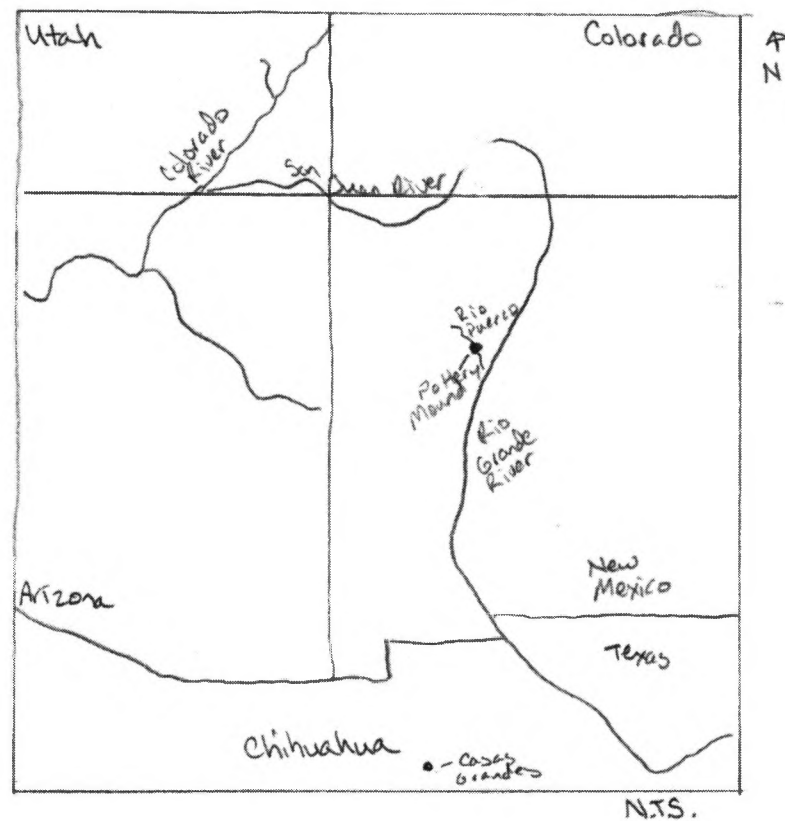 Utah
Colorado
N
Colorado
River
San Juan River
Rio
Puerco
Pottery
Mound
Rio
Grande
River
New
Mexico
Arizona
Texas
Chihuahua
Casas
Grandes
N.T.S.